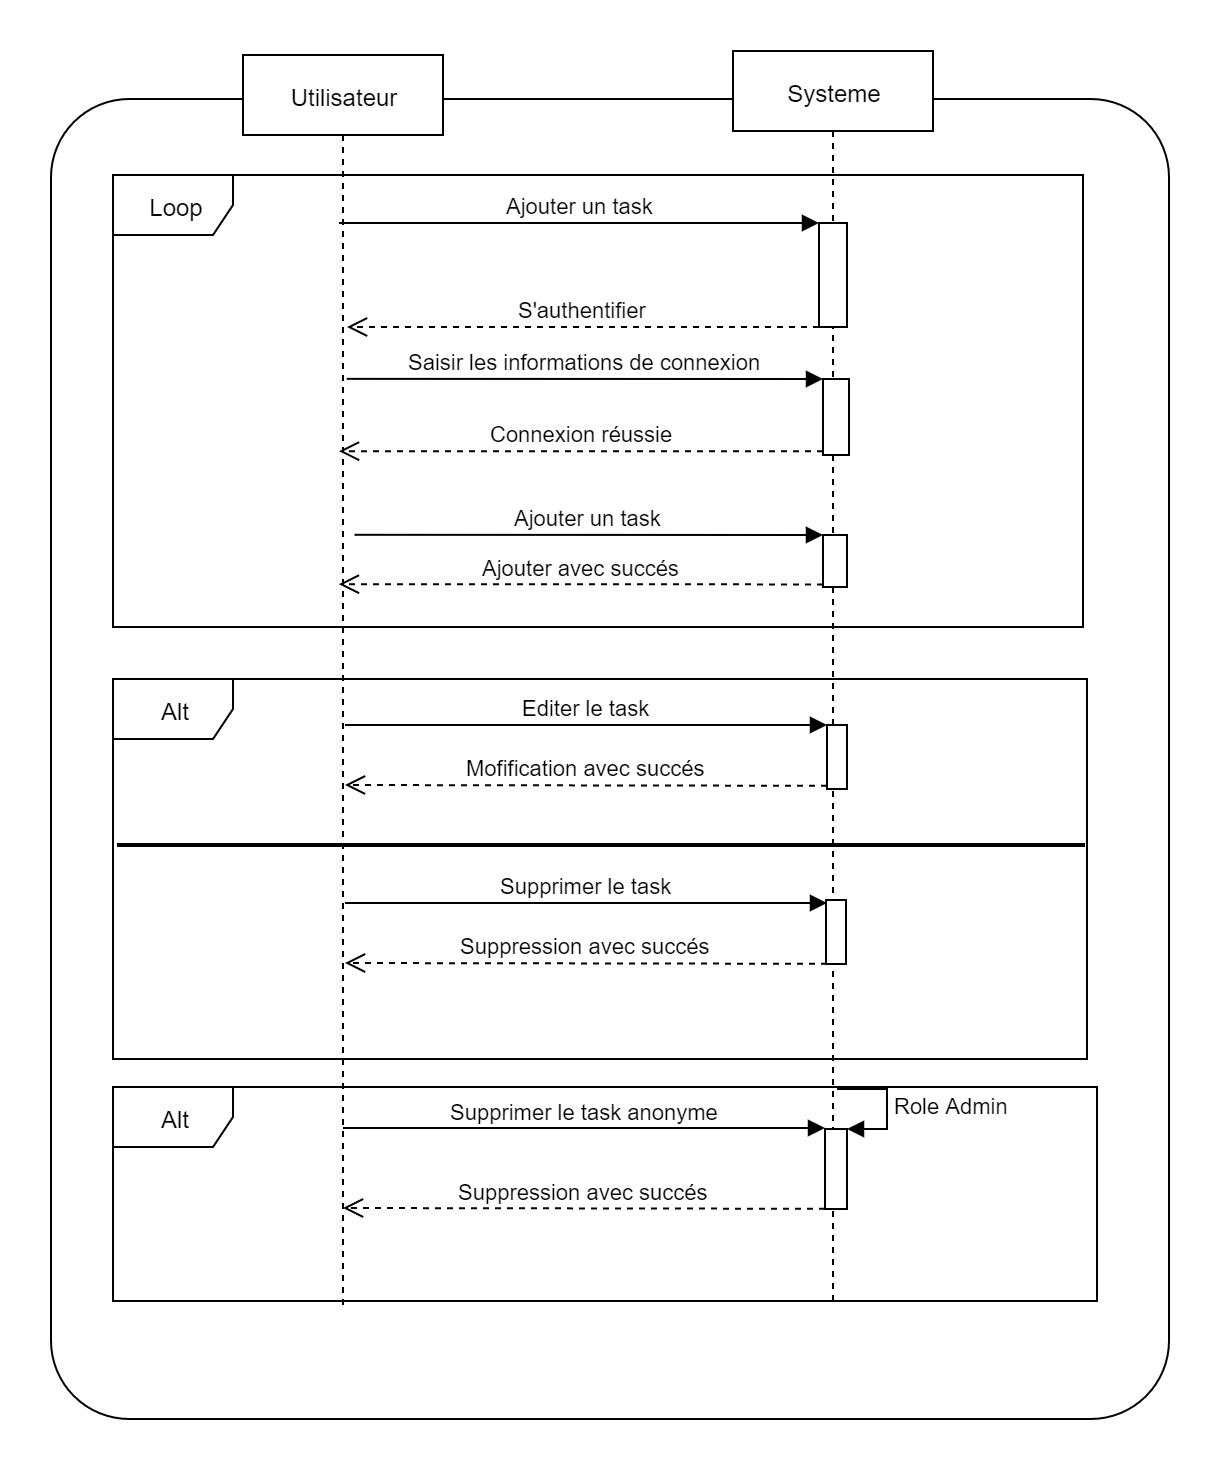 Utilisateur
Systeme
Loop
Ajouter un task
S'authentifier
Saisir les informations de connexion
Connexion réussie
Ajouter un task
Ajouter avec succés
Alt
Editer le task
Mofification avec succés
Supprimer le task
Suppression avec succés
Alt
Role Admin
Supprimer le task anonyme
Suppression avec succés